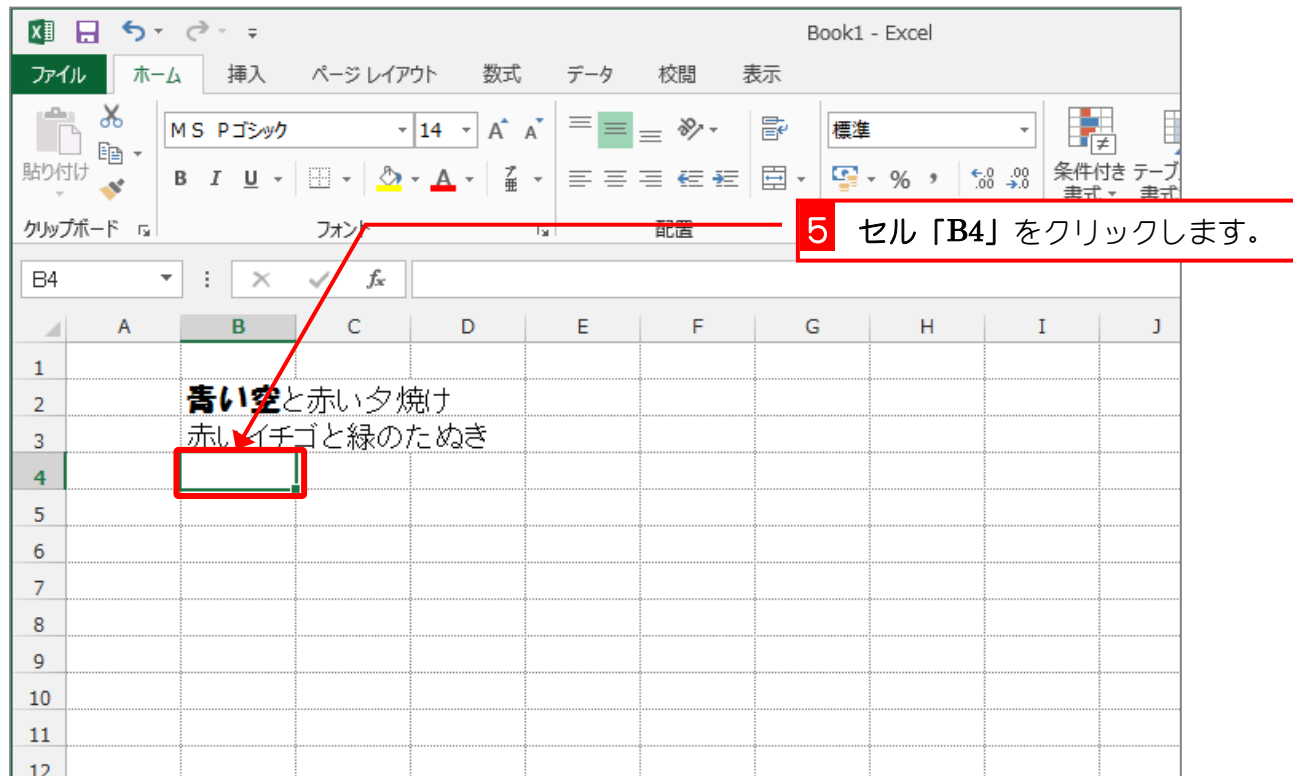 Book1 - Excel
ファイル ホーム 挿入 ページ レイアウト 数式 データ 校閲 表示
ＭＳ Ｐゴシック 14 A A 標準
貼り付け B I U A ア亜 % , .00 .00 条件付き テーブ
書式 書式
クリップボード フォント 配置
5 セル「B4」をクリックします。
B4 fx
A B C D E F G H I J
1
2 青い空と赤い夕焼け
3 赤いイチゴと緑のたぬき
4
5
6
7
8
9
10
11
12